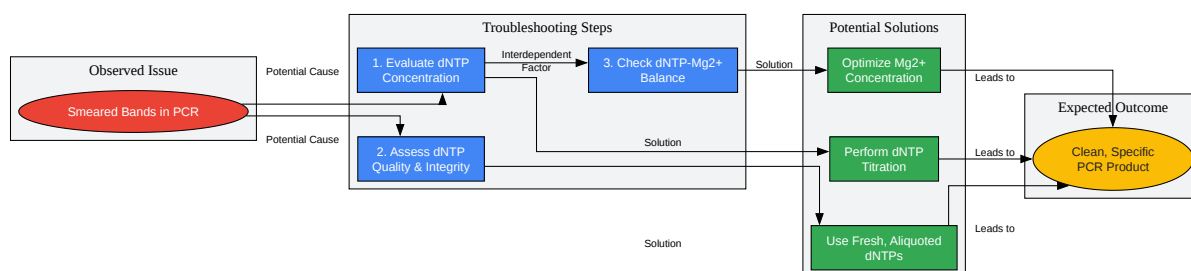 Troubleshooting Steps
Potential Solutions
Observed Issue
Smeared Bands in PCR
Potential Cause
Potential Cause
1. Evaluate dNTP
Concentration
Interdependent
Factor
3. Check dNTP-Mg2+
Balance
2. Assess dNTP
Quality & Integrity
Solution
Solution
Solution
Optimize Mg2+
Concentration
Perform dNTP
Titration
Use Fresh, Aliquoted
dNTPs
Leads to
Leads to
Leads to
Expected Outcome
Clean, Specific
PCR Product